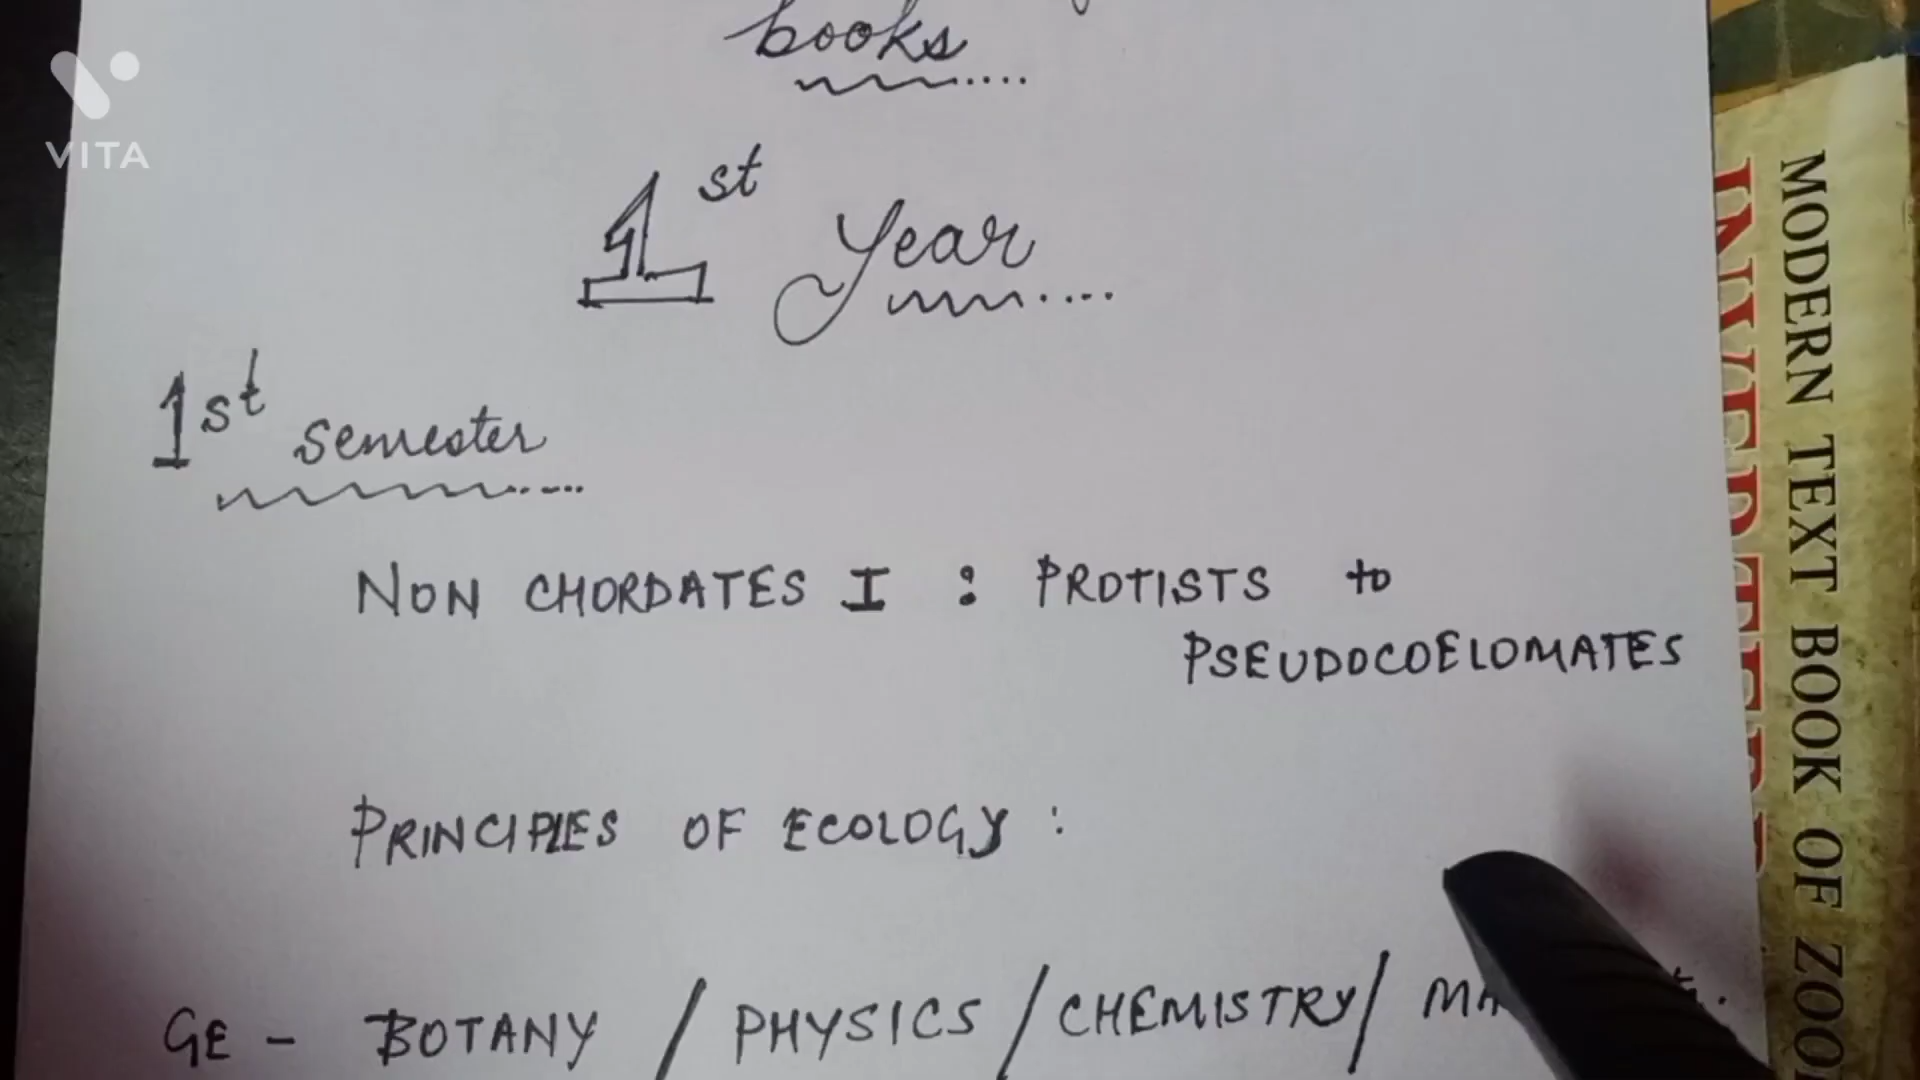 books
VITA
1st Year
1st semester
NON CHORDATES I : PROTISTS to
PSEUDOCOELOMATES
PRINCIPLES OF ECOLOGY :
GE - BOTANY / PHYSICS / CHEMISTRY /
MODERN TEXT BOOK OF